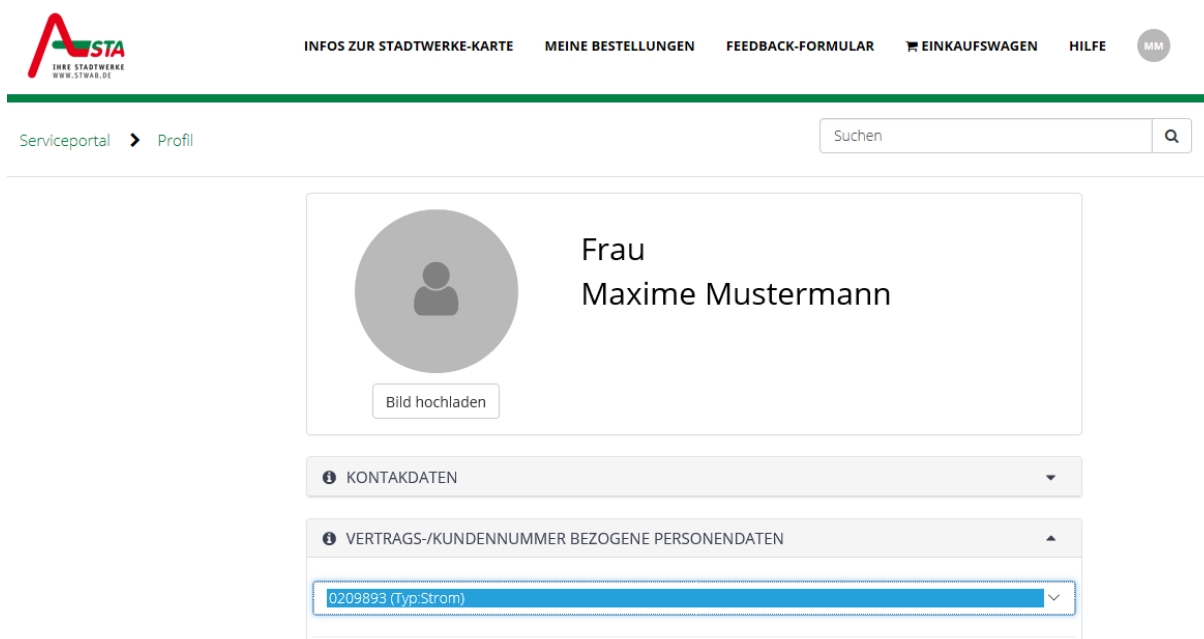 ASTA
IHRE STADTWERKE
WWW.STWAB.DE
INFOS ZUR STADTWERKE-KARTE MEINE BESTELLUNGEN FEEDBACK-FORMULAR EINKAUFSWAGEN HILFE MM
Serviceportal Profil Suchen
Frau
Maxime Mustermann
Bild hochladen
KONTAKDATEN
VERTRAGS-/KUNDENNUMMER BEZOGENE PERSONENDATEN
0209893 (Typ:Strom)